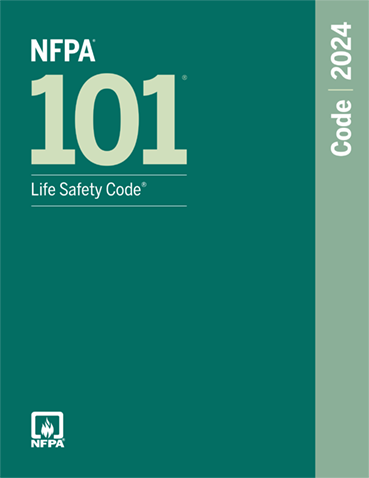 NFPA®
101®
Life Safety Code®
Code | 2024
NFPA